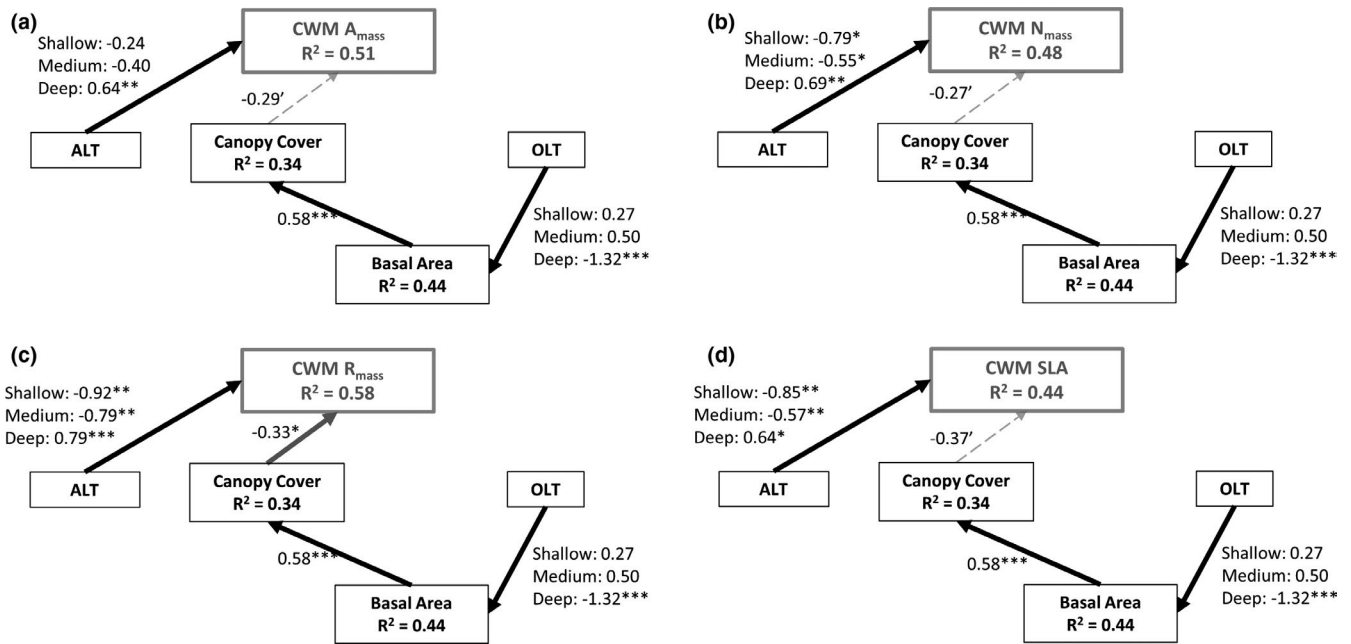 (a)
CWM Amass
R² = 0.51
Shallow: -0.24
Medium: -0.40
Deep: 0.64**
-0.29’
ALT
Canopy Cover
R² = 0.34
OLT
0.58***
Shallow: 0.27
Medium: 0.50
Deep: -1.32***
Basal Area
R² = 0.44
(b)
CWM Nmass
R² = 0.48
Shallow: -0.79*
Medium: -0.55*
Deep: 0.69**
-0.27’
ALT
Canopy Cover
R² = 0.34
OLT
0.58***
Shallow: 0.27
Medium: 0.50
Deep: -1.32***
Basal Area
R² = 0.44
(c)
CWM Rmass
R² = 0.58
Shallow: -0.92**
Medium: -0.79**
Deep: 0.79***
-0.33*
ALT
Canopy Cover
R² = 0.34
OLT
0.58***
Shallow: 0.27
Medium: 0.50
Deep: -1.32***
Basal Area
R² = 0.44
(d)
CWM SLA
R² = 0.44
Shallow: -0.85**
Medium: -0.57**
Deep: 0.64*
-0.37’
ALT
Canopy Cover
R² = 0.34
OLT
0.58***
Shallow: 0.27
Medium: 0.50
Deep: -1.32***
Basal Area
R² = 0.44